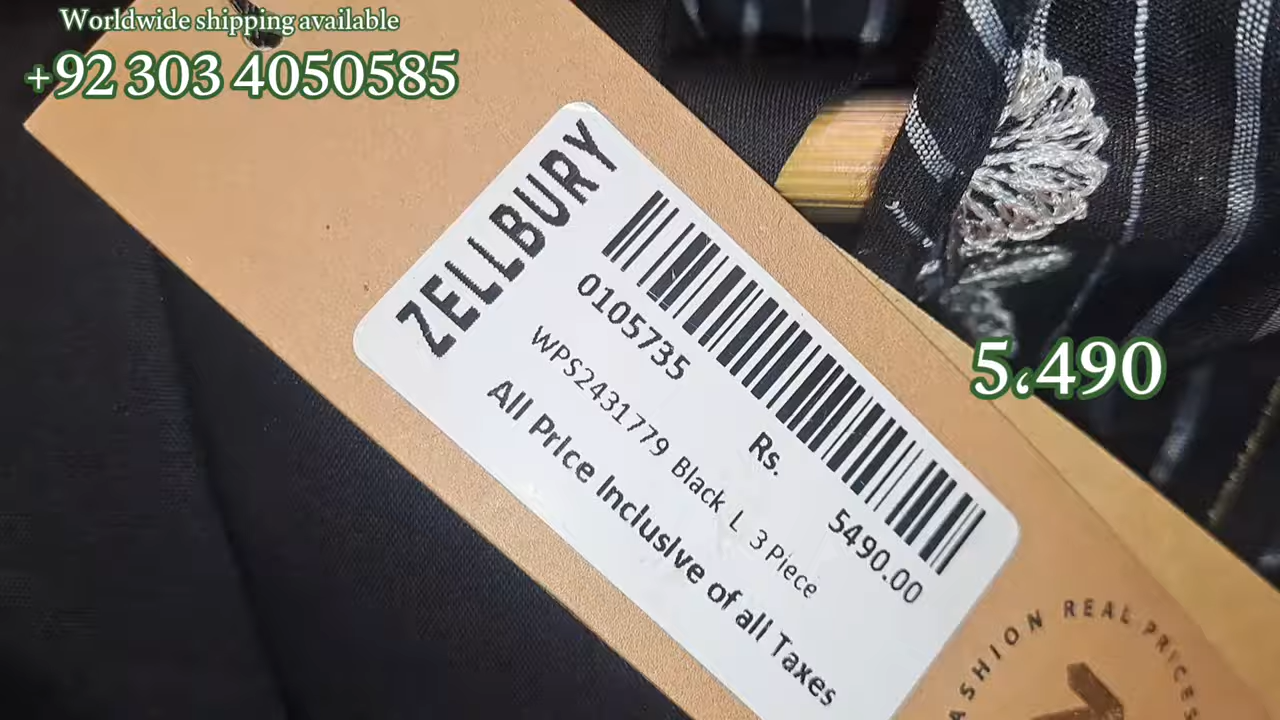 Worldwide shipping available
+92 303 4050585
ZELLBURY
0105735
Rs. 5490.00
WPS2431779 Black L 3 Piece
All Price Inclusive of all Taxes
5.490
ASHION REAL PRICES